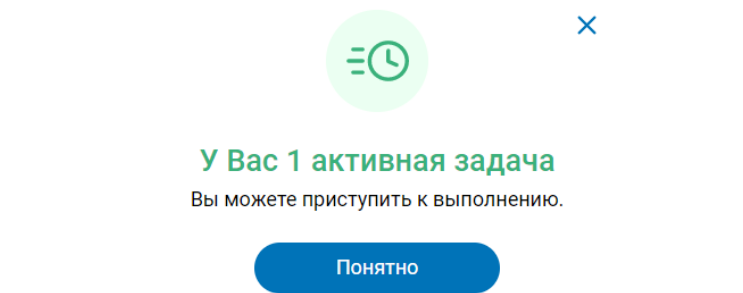 У Вас 1 активная задача
Вы можете приступить к выполнению.
Понятно